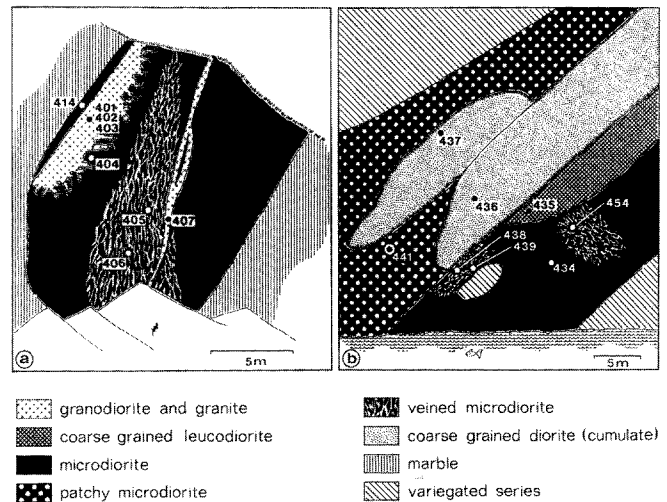 414
401
402
403
404
405
407
406
a
5m
437
436
435
454
438
439
441
434
b
5m
granodiorite and granite
coarse grained leucodiorite
microdiorite
patchy microdiorite
veined microdiorite
coarse grained diorite (cumulate)
marble
variegated series